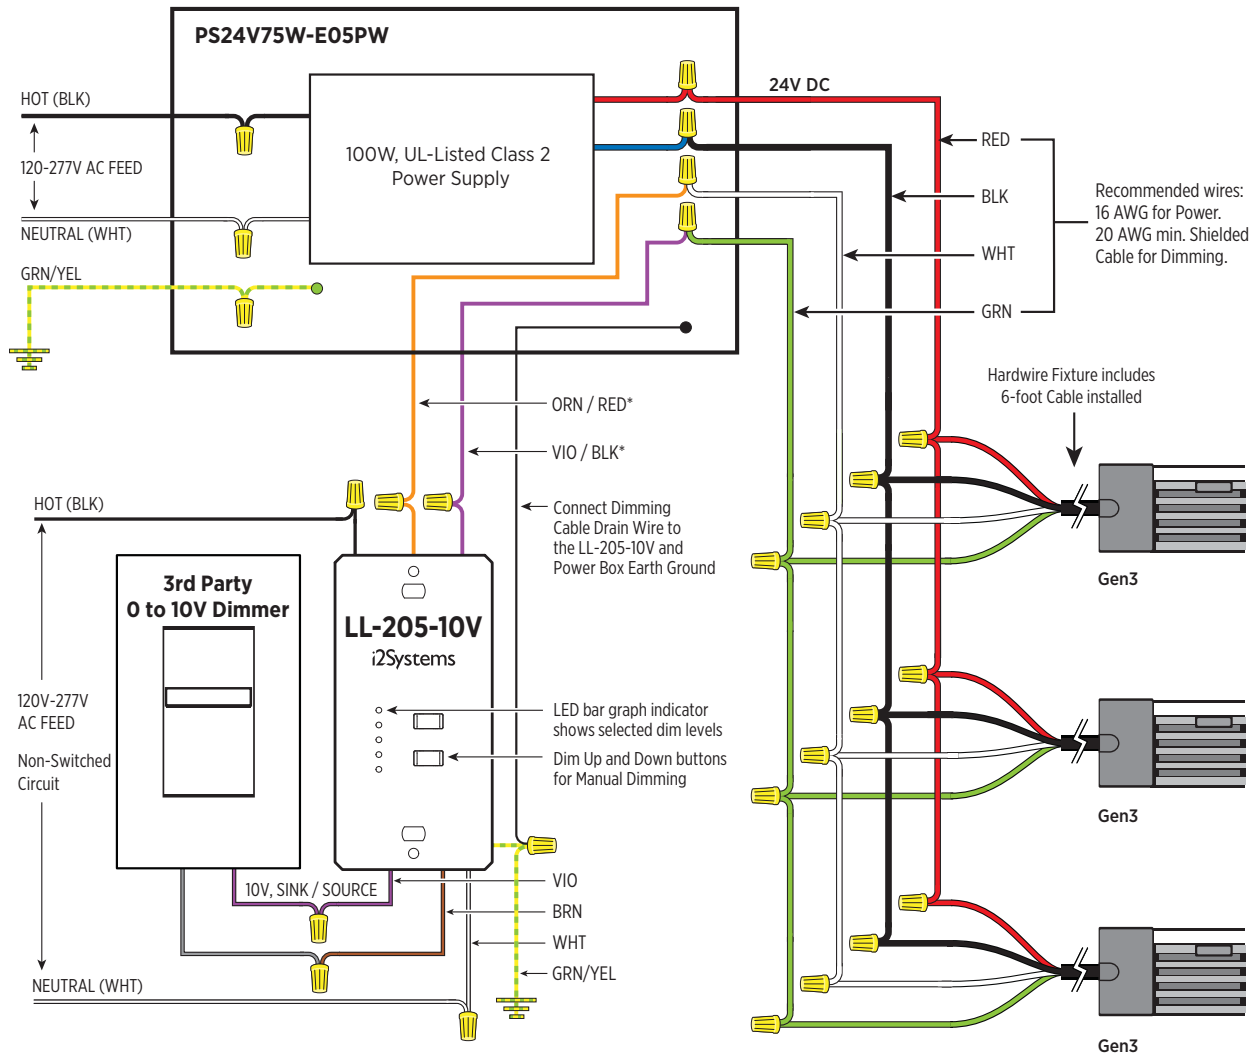 PS24V75W-E05PW
HOT (BLK)
120-277V AC FEED
NEUTRAL (WHT)
GRN/YEL
100W, UL-Listed Class 2
Power Supply
24V DC
RED
BLK
WHT
GRN
Recommended wires:
16 AWG for Power.
20 AWG min. Shielded
Cable for Dimming.
Hardwire Fixture includes
6-foot Cable installed
ORN / RED*
VIO / BLK*
Connect Dimming
Cable Drain Wire to
the LL-205-10V and
Power Box Earth Ground
HOT (BLK)
120V-277V
AC FEED
Non-Switched
Circuit
NEUTRAL (WHT)
3rd Party
0 to 10V Dimmer
LL-205-10V
i2Systems
LED bar graph indicator
shows selected dim levels
Dim Up and Down buttons
for Manual Dimming
10V, SINK / SOURCE
VIO
BRN
WHT
GRN/YEL
Gen3
Gen3
Gen3